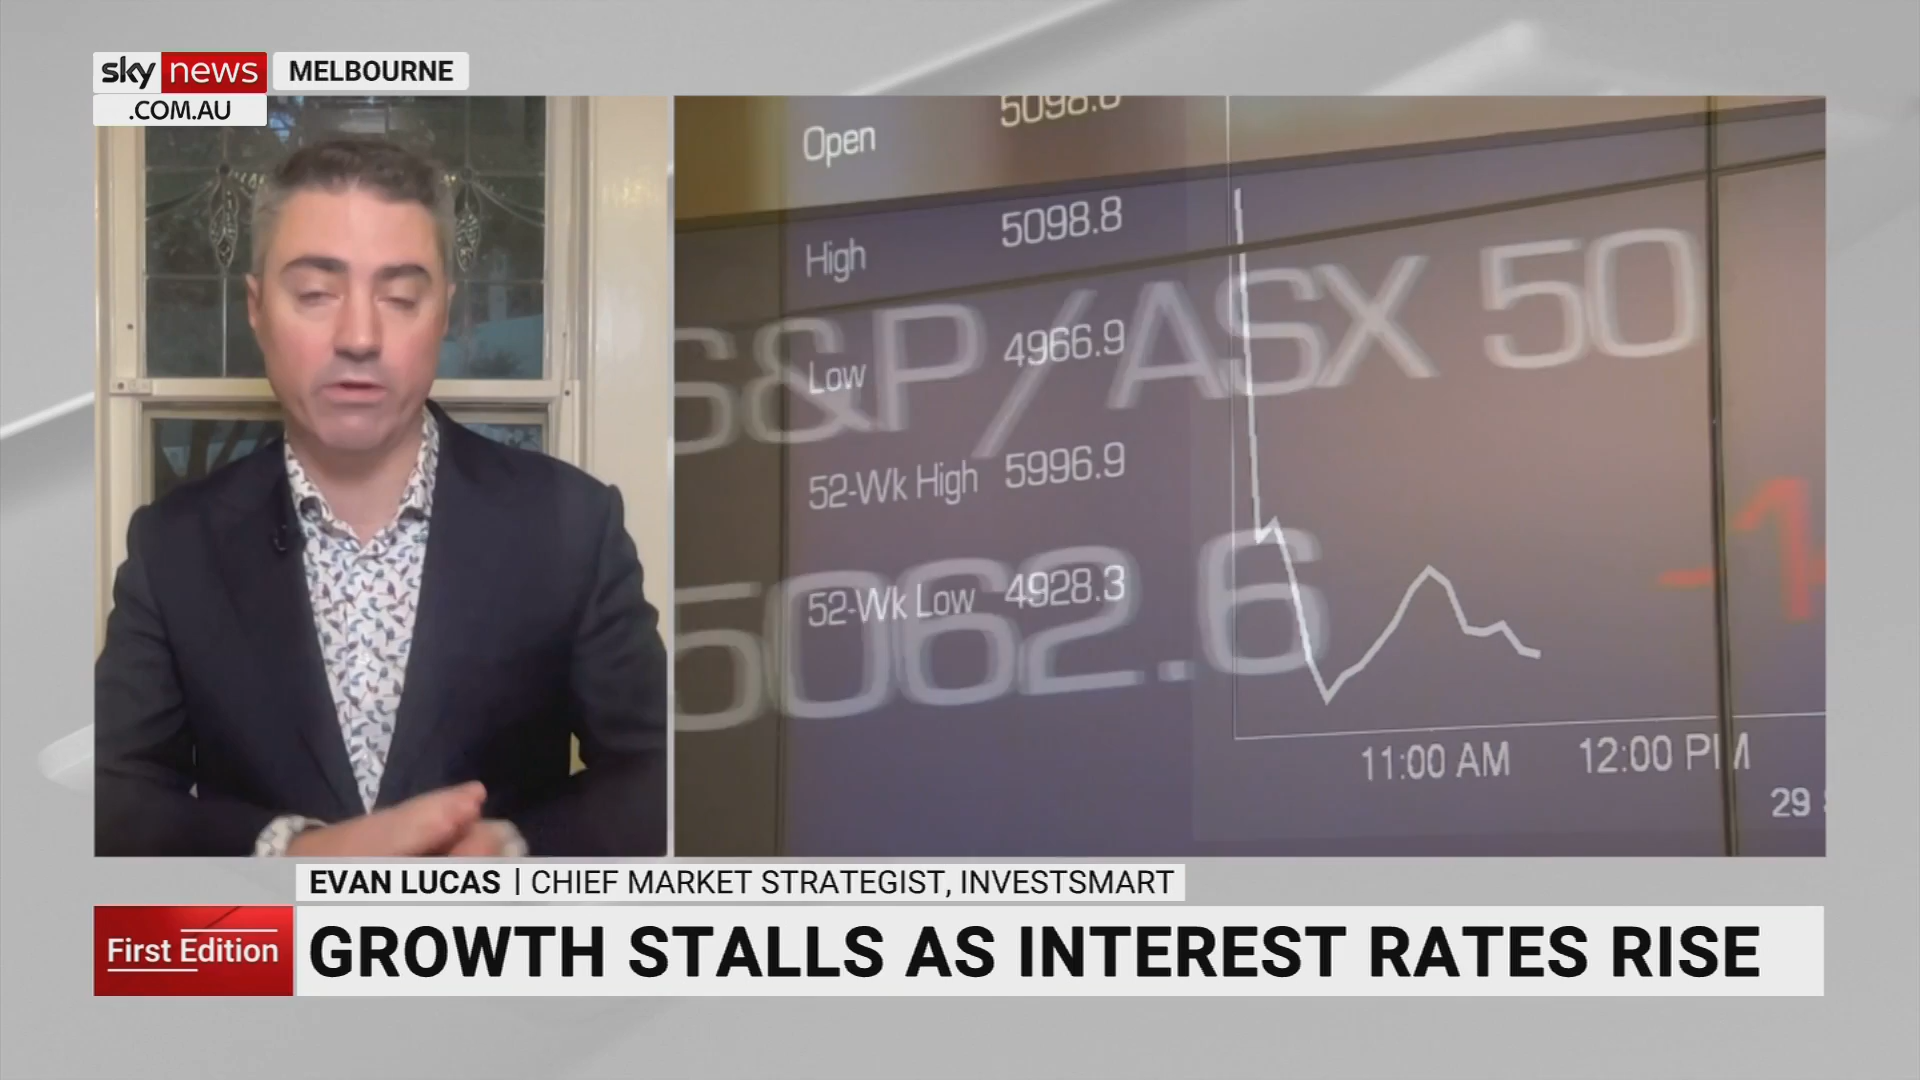 sky news
.COM.AU
MELBOURNE
Open 5098.8
High 5098.8
Low 4966.9
52-Wk High 5996.9
52-Wk Low 4928.3
S&P/ASX 50
5062.6
11:00 AM 12:00 PM
29
EVAN LUCAS | CHIEF MARKET STRATEGIST, INVESTSMART
First Edition
GROWTH STALLS AS INTEREST RATES RISE